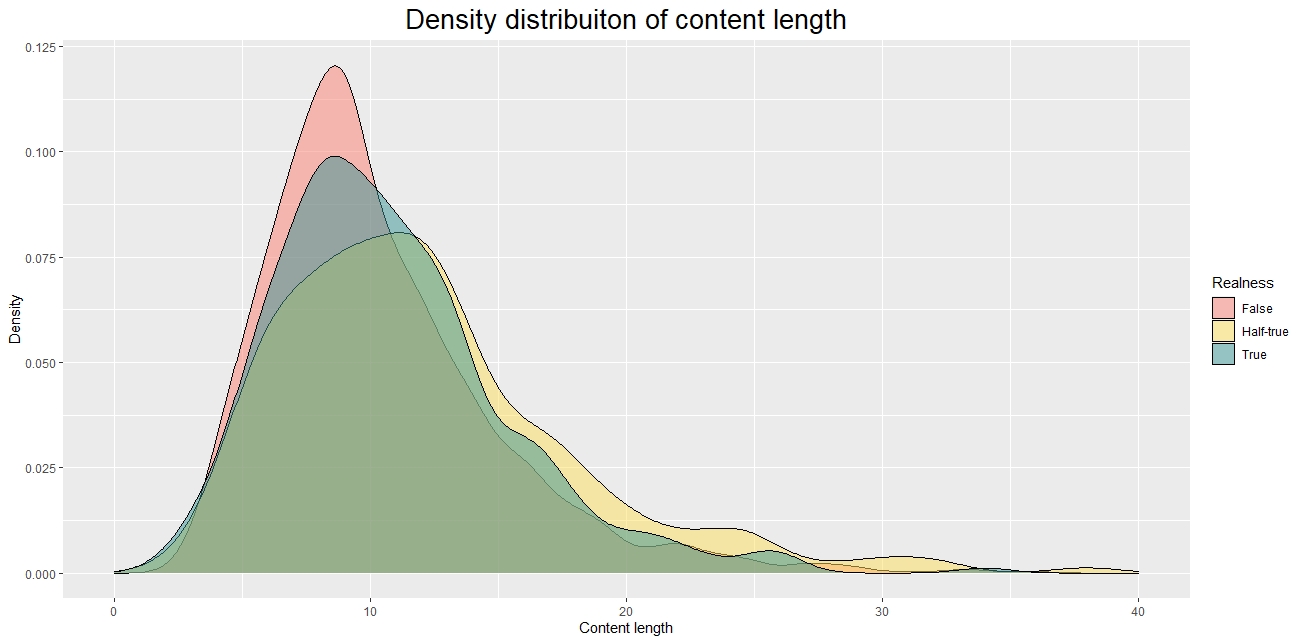 Density distribuiton of content length
0.125
0.100
0.075
0.050
0.025
0.000
Density
0
10
20
30
40
Content length
Realness
False
Half-true
True